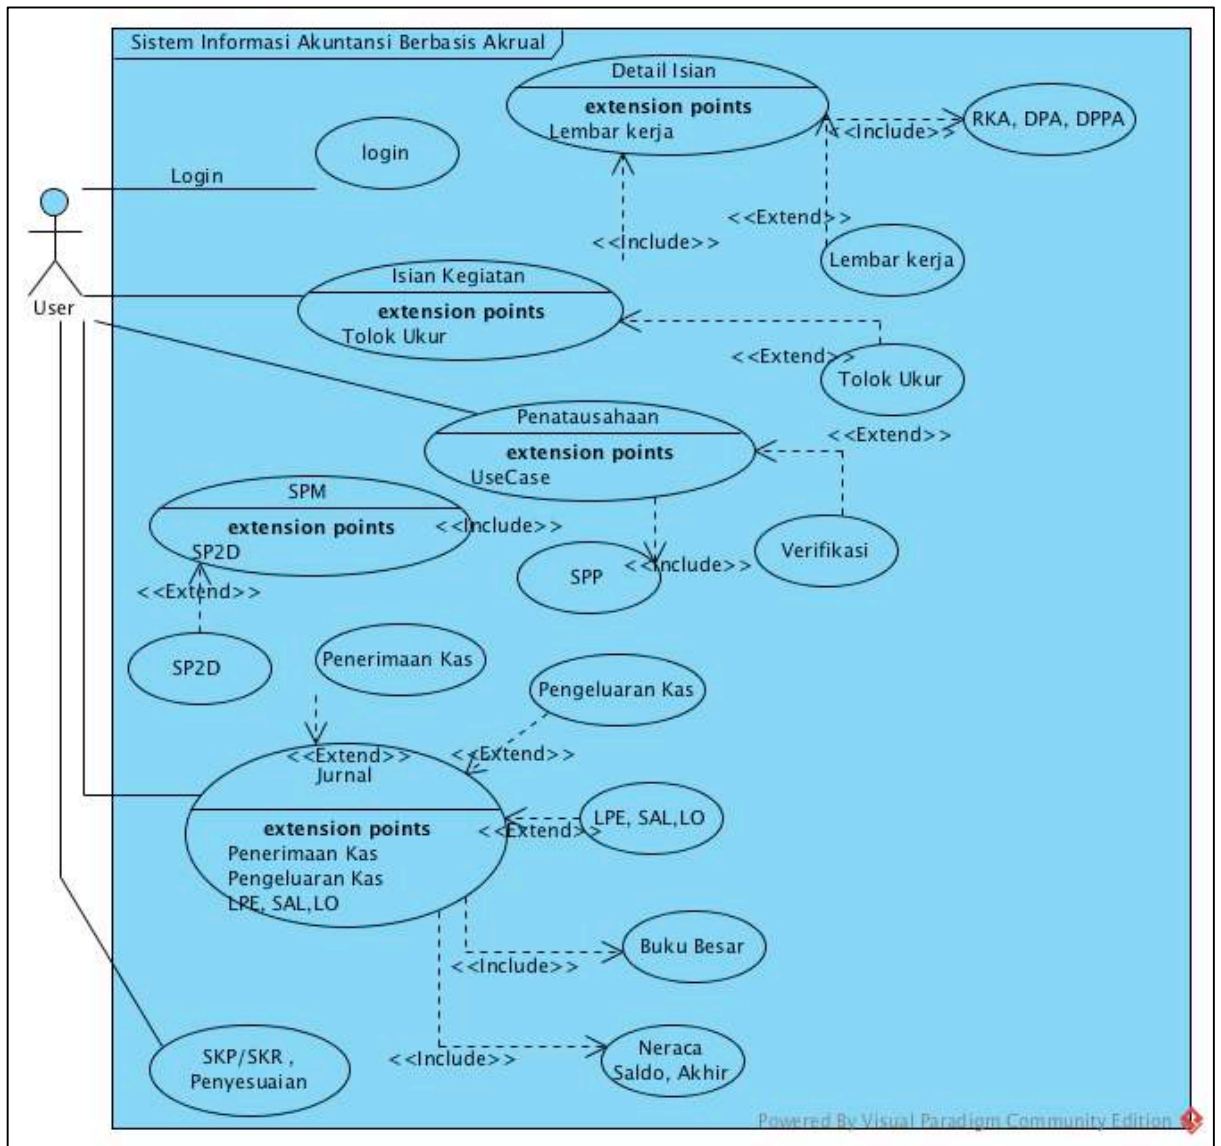 Sistem Informasi Akuntansi Berbasis Akrual
Detail Isian
extension points
Lembar kerja
<<Include>>
RKA, DPA, DPPA
login
Login
<<Extend>>
<<Include>>
Lembar kerja
User
Isian Kegiatan
extension points
Tolok Ukur
<<Extend>>
Tolok Ukur
Penatausahaan
extension points
UseCase
<<Extend>>
SPM
extension points
SP2D
<<Include>>
Verifikasi
SPP
<<Include>>
<<Extend>>
SP2D
Penerimaan Kas
Pengeluaran Kas
<<Extend>>
<<Extend>>
Jurnal
extension points
Penerimaan Kas
Pengeluaran Kas
LPE, SAL,LO
<<Extend>>
LPE, SAL,LO
Buku Besar
<<Include>>
SKP/SKR ,
Penyesuaian
<<Include>>
Neraca
Saldo, Akhir
Powered By Visual Paradigm Community Edition